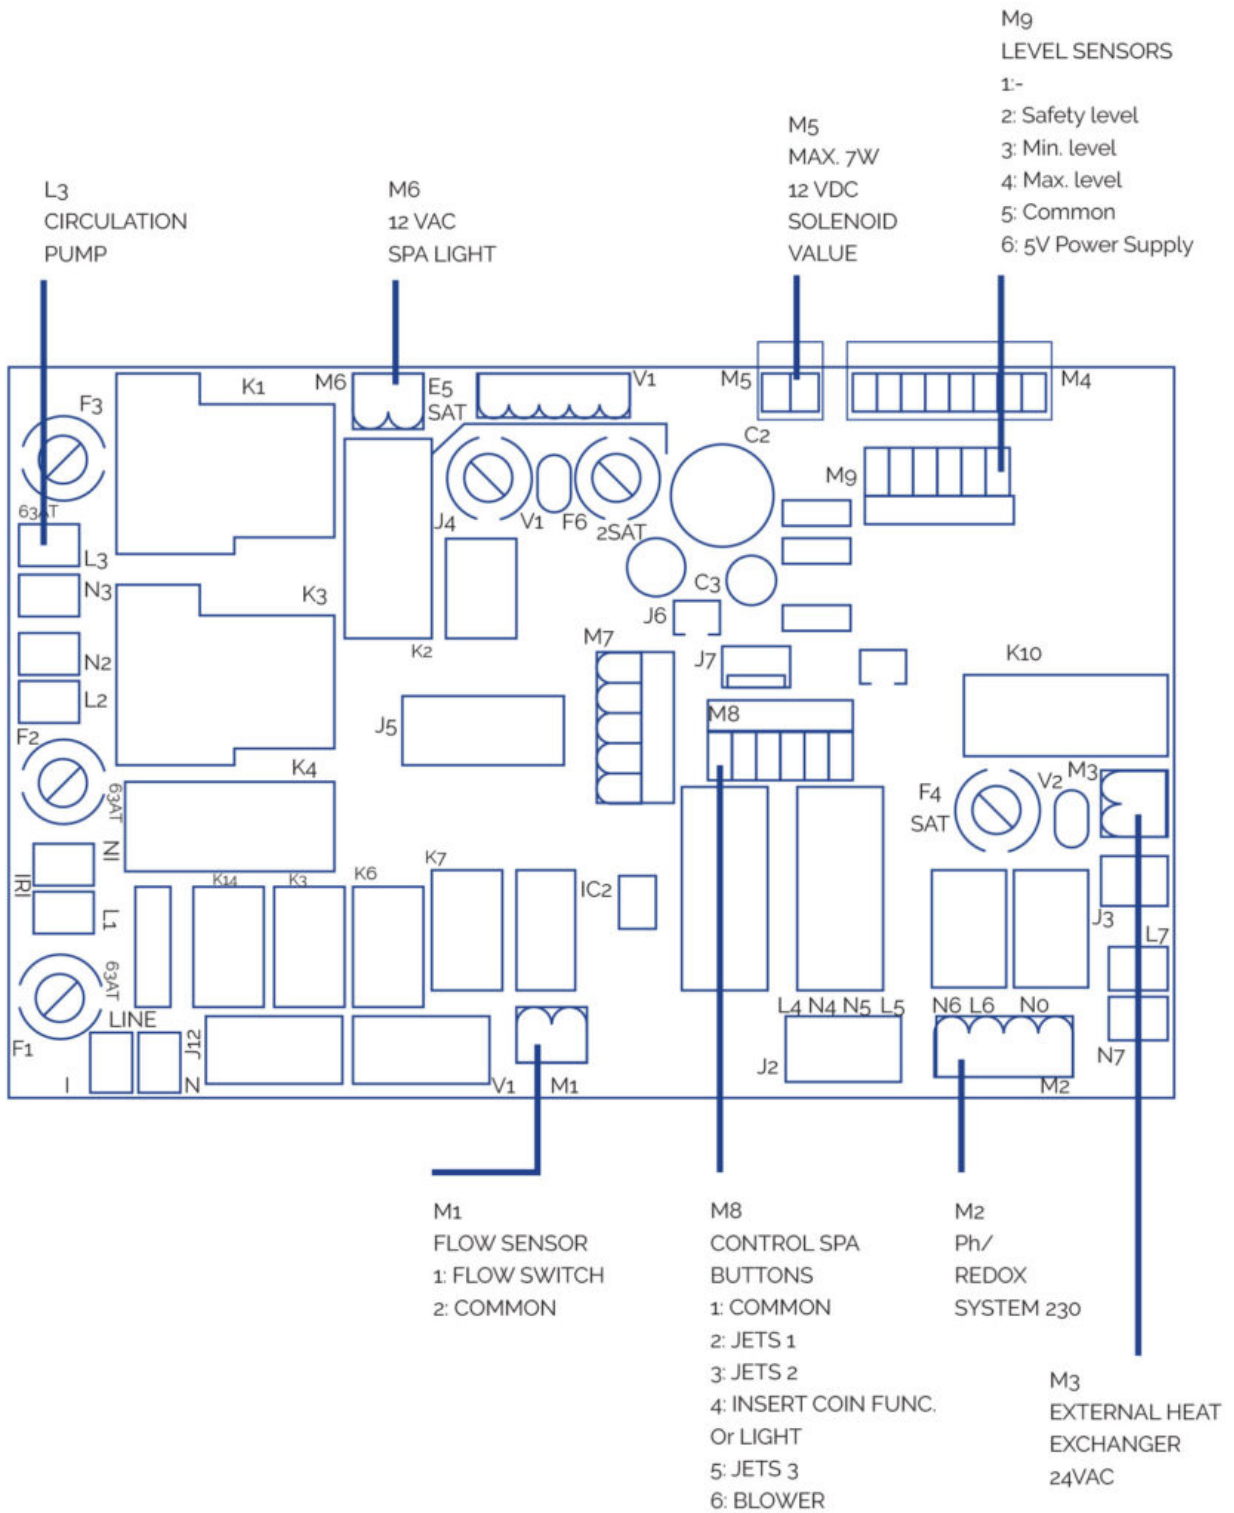 M9
LEVEL SENSORS
1:-
2: Safety level
3: Min. level
4: Max. level
5: Common
6: 5V Power Supply
M5
MAX. 7W
12 VDC
SOLENOID
VALUE
L3
CIRCULATION
PUMP
M6
12 VAC
SPA LIGHT
F3
K1
M6
E5
SAT
V1
M5
M4
C2
M9
63AT
J4
V1
F6
2SAT
L3
N3
K3
C3
J6
M7
K2
J7
K10
N2
L2
M8
J5
F2
K4
63AT
F4
SAT
V2
M3
NI
IRI
K14
K3
K6
K7
IC2
L1
J3
L7
63AT
LINE
L4 N4 N5 L5
N6 L6 N0
F1
J12
J2
N7
I
N
V1
M1
M2
M1
FLOW SENSOR
1: FLOW SWITCH
2: COMMON
M8
CONTROL SPA
BUTTONS
1: COMMON
2: JETS 1
3: JETS 2
4: INSERT COIN FUNC.
Or LIGHT
5: JETS 3
6: BLOWER
M2
Ph/
REDOX
SYSTEM 230
M3
EXTERNAL HEAT
EXCHANGER
24VAC